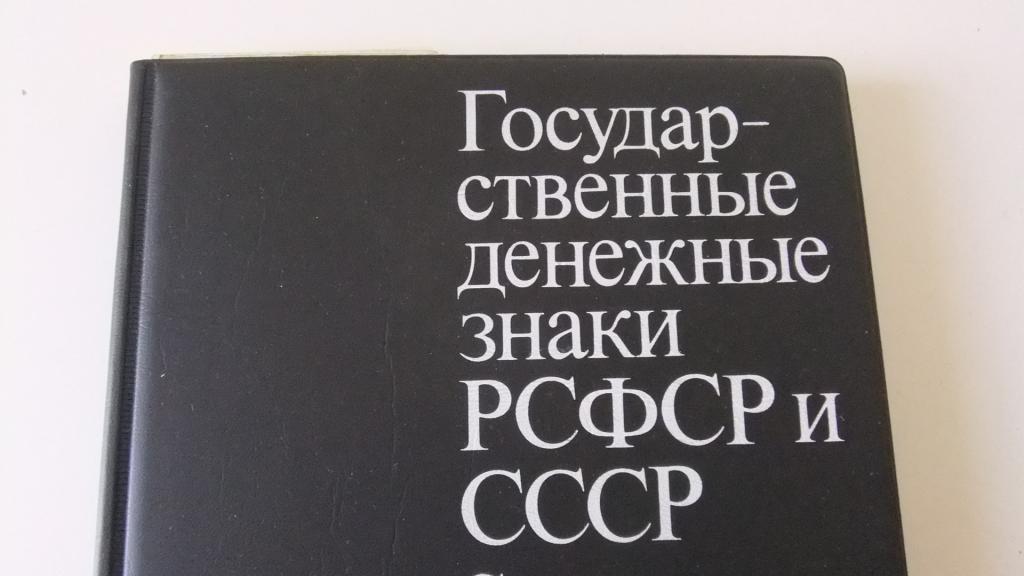 Государ-
ственные
денежные
знаки
РСФСР и
СССР